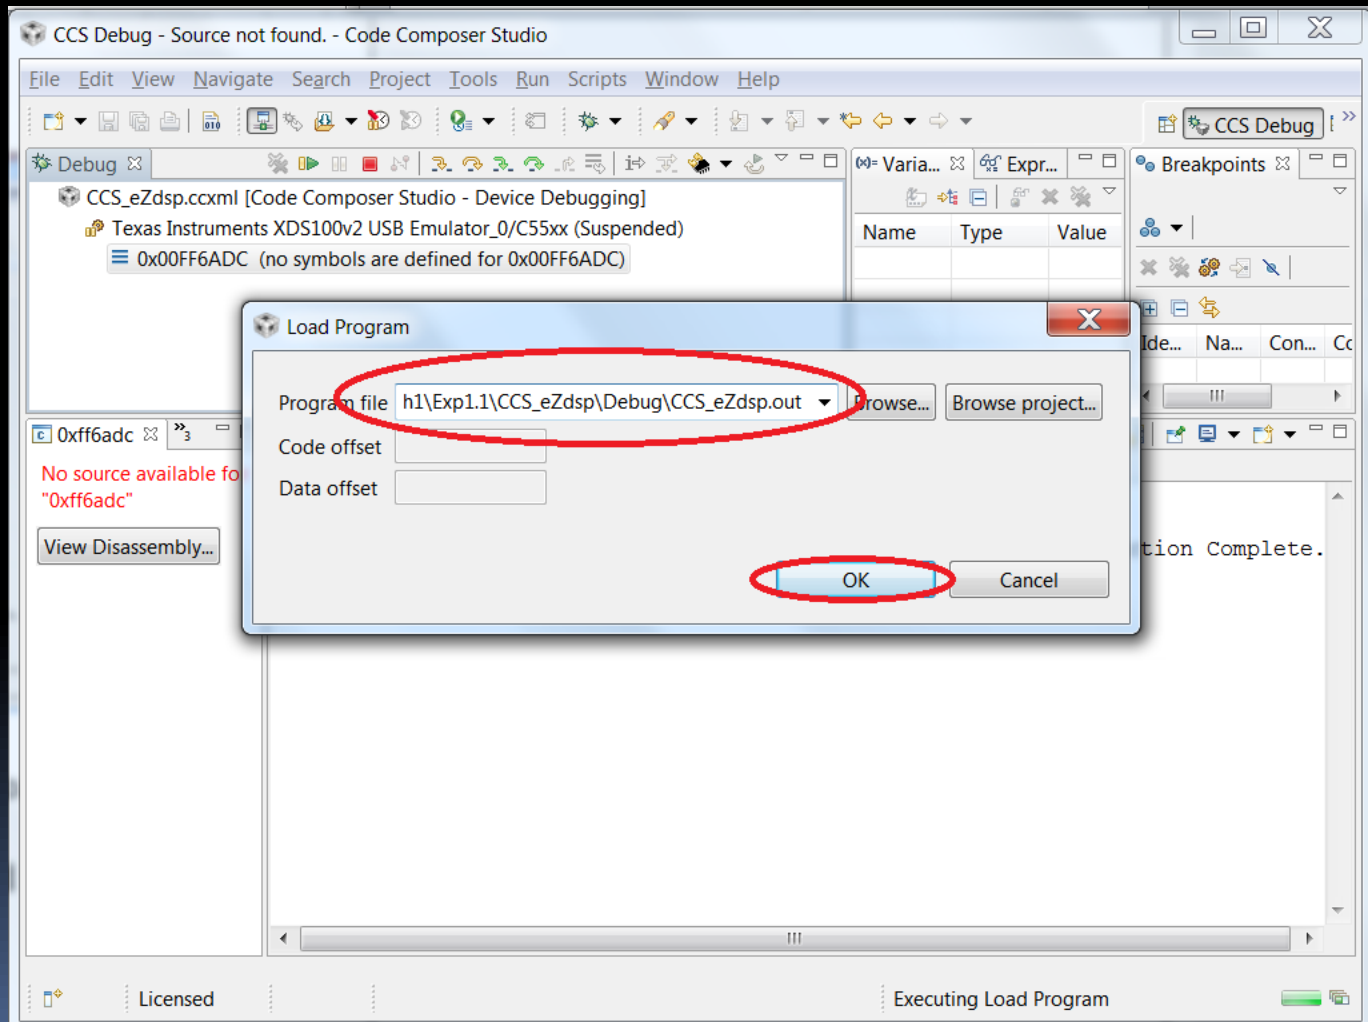 CCS Debug - Source not found. - Code Composer Studio
File Edit View Navigate Search Project Tools Run Scripts Window Help
CCS Debug
Debug
CCS_eZdsp.ccxml [Code Composer Studio - Device Debugging]
Texas Instruments XDS100v2 USB Emulator_0/C55xx (Suspended)
0x00FF6ADC (no symbols are defined for 0x00FF6ADC)
Varia... Expr...
Name Type Value
Breakpoints
Ide... Na... Con... Cc
Load Program
Program file h1\Exp1.1\CCS_eZdsp\Debug\CCS_eZdsp.out Browse... Browse project...
Code offset
Data offset
OK Cancel
0xff6adc »3
No source available fo
"0xff6adc"
View Disassembly...
tion Complete.
Licensed Executing Load Program